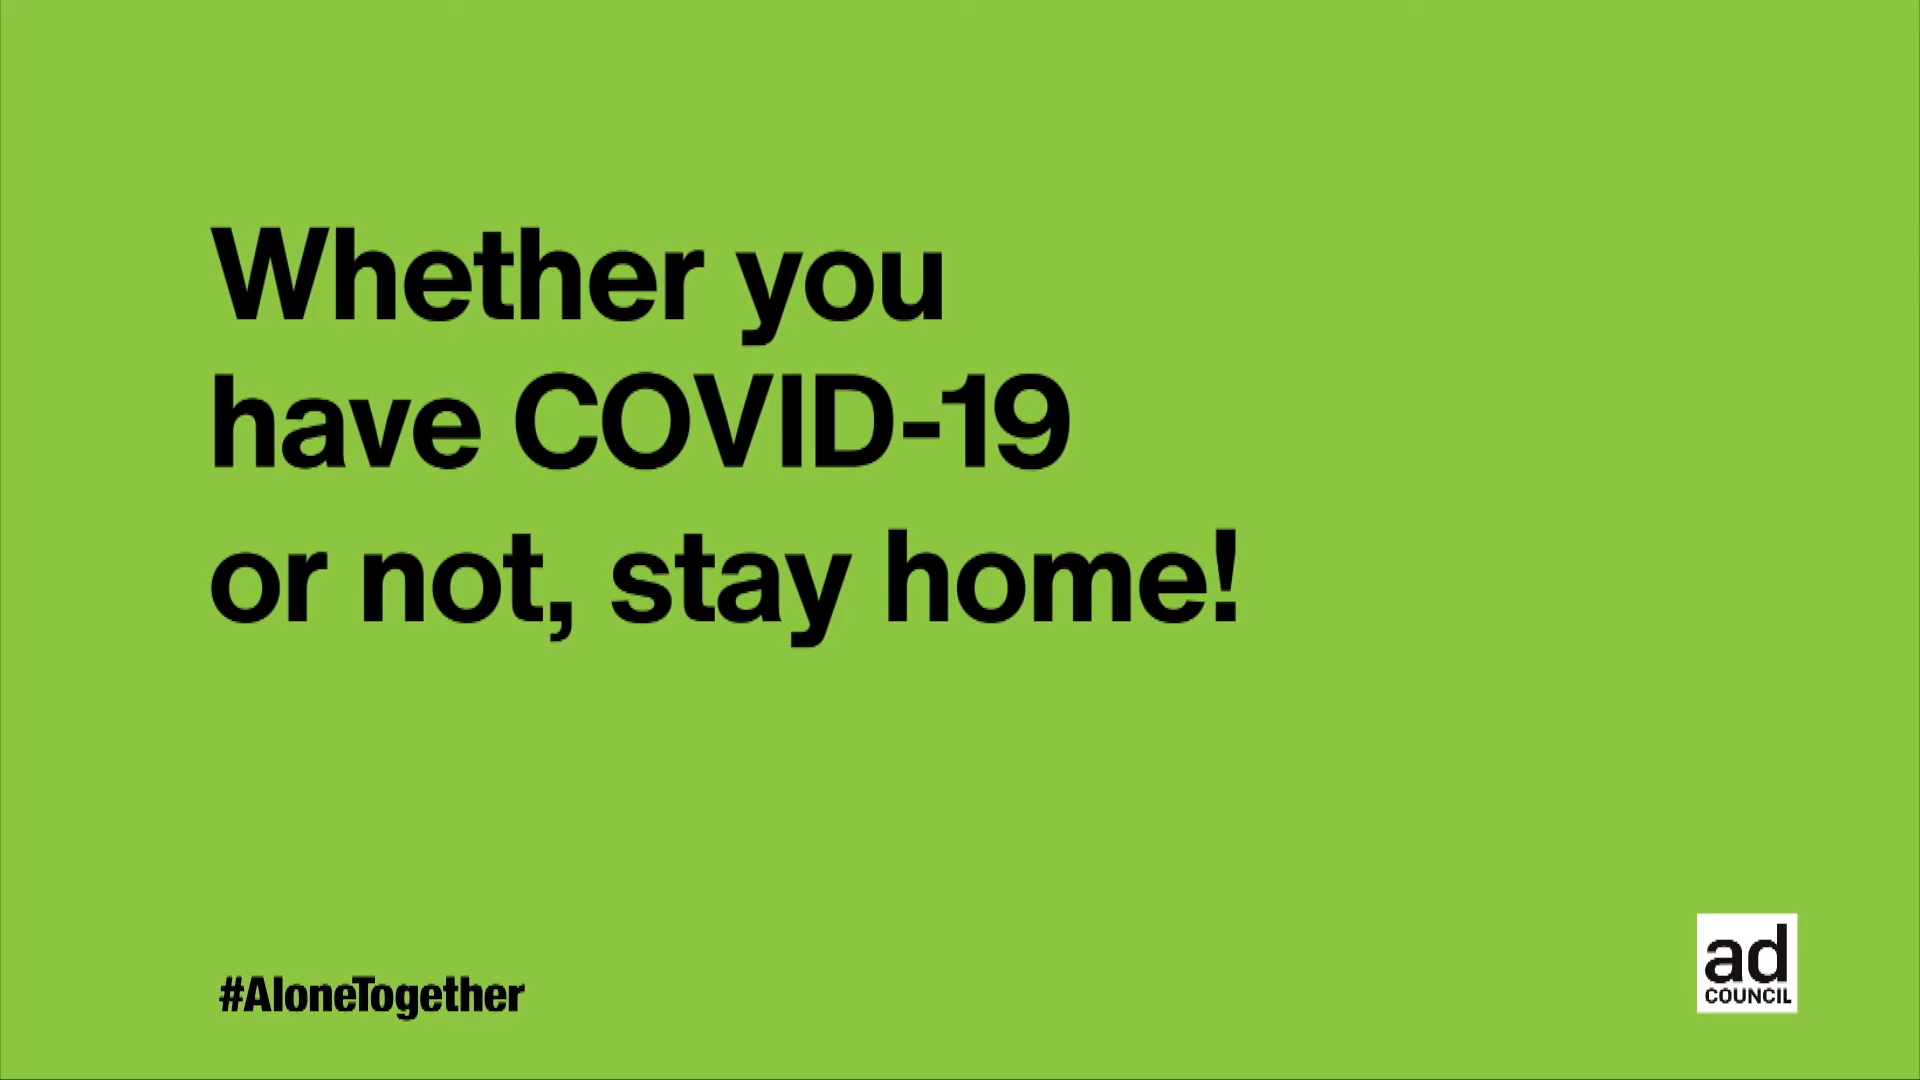 Whether you
have COVID-19
or not, stay home!
#AloneTogether
ad
COUNCIL